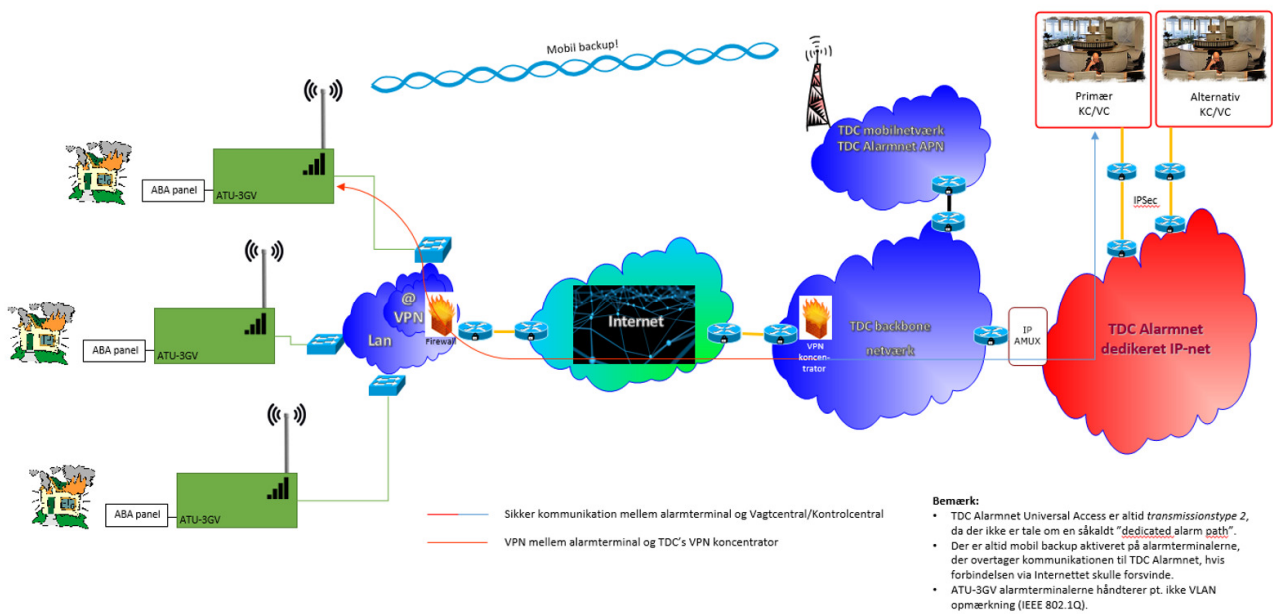 Mobil backup!
Primær
KC/VC
Alternativ
KC/VC
TDC mobilnetværk
TDC Alarmnet APN
ABA panel
ATU-3GV
IPSec
@
VPN
Lan
Firewall
Internet
VPN
koncen-
trator
TDC backbone
netværk
IP
AMUX
TDC Alarmnet
dedikeret IP-net
ABA panel
ATU-3GV
ABA panel
ATU-3GV
Sikker kommunikation mellem alarmterminal og Vagtcentral/Kontrolcentral
VPN mellem alarmterminal og TDC's VPN koncentrator
Bemærk:
• TDC Alarmnet Universal Access er altid transmissionstype 2,
da der ikke er tale om en såkaldt ”dedicated alarm path”.
• Der er altid mobil backup aktiveret på alarmterminalerne,
der overtager kommunikationen til TDC Alarmnet, hvis
forbindelsen via Internettet skulle forsvinde.
• ATU-3GV alarmterminalerne håndterer pt. ikke VLAN
opmærkning (IEEE 802.1Q).